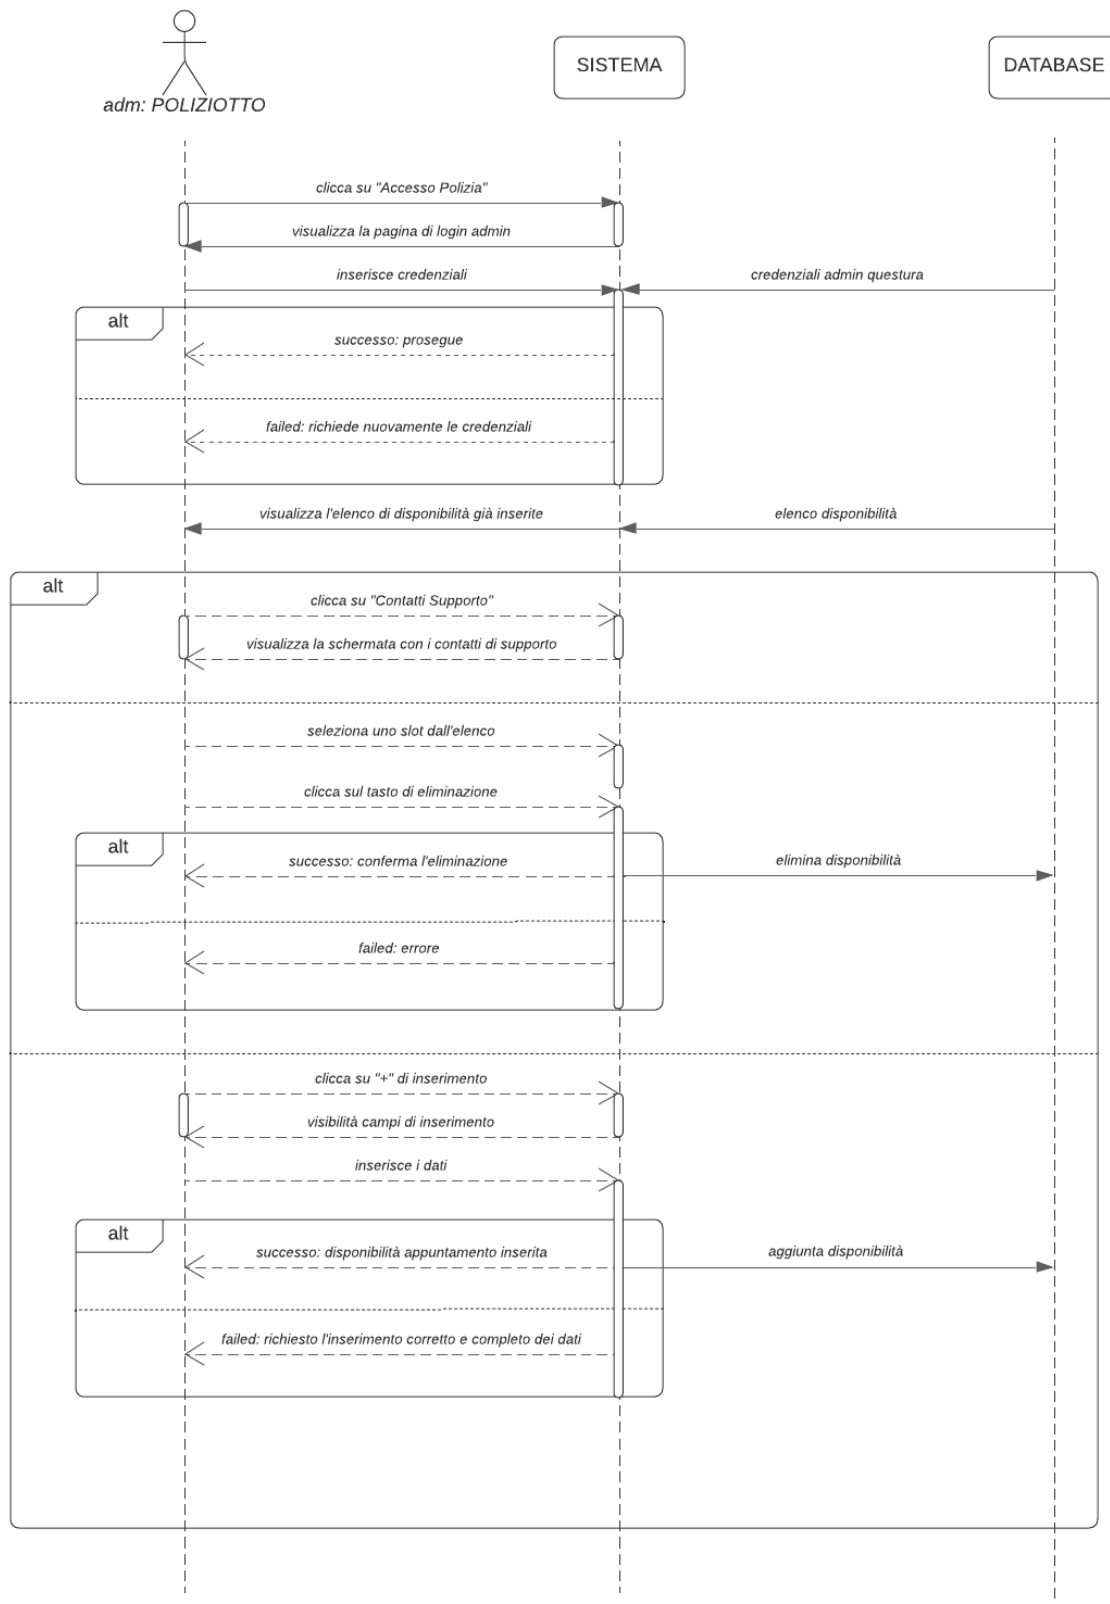 adm: POLIZIOTTO
SISTEMA
DATABASE
clicca su "Accesso Polizia"
visualizza la pagina di login admin
inserisce credenziali
credenziali admin questura
alt
successo: prosegue
failed: richiede nuovamente le credenziali
visualizza l'elenco di disponibilità già inserite
elenco disponibilità
alt
clicca su "Contatti Supporto"
visualizza la schermata con i contatti di supporto
seleziona uno slot dall'elenco
clicca sul tasto di eliminazione
alt
successo: conferma l'eliminazione
elimina disponibilità
failed: errore
clicca su "+" di inserimento
visibilità campi di inserimento
inserisce i dati
alt
successo: disponibilità appuntamento inserita
aggiunta disponibilità
failed: richiesto l'inserimento corretto e completo dei dati